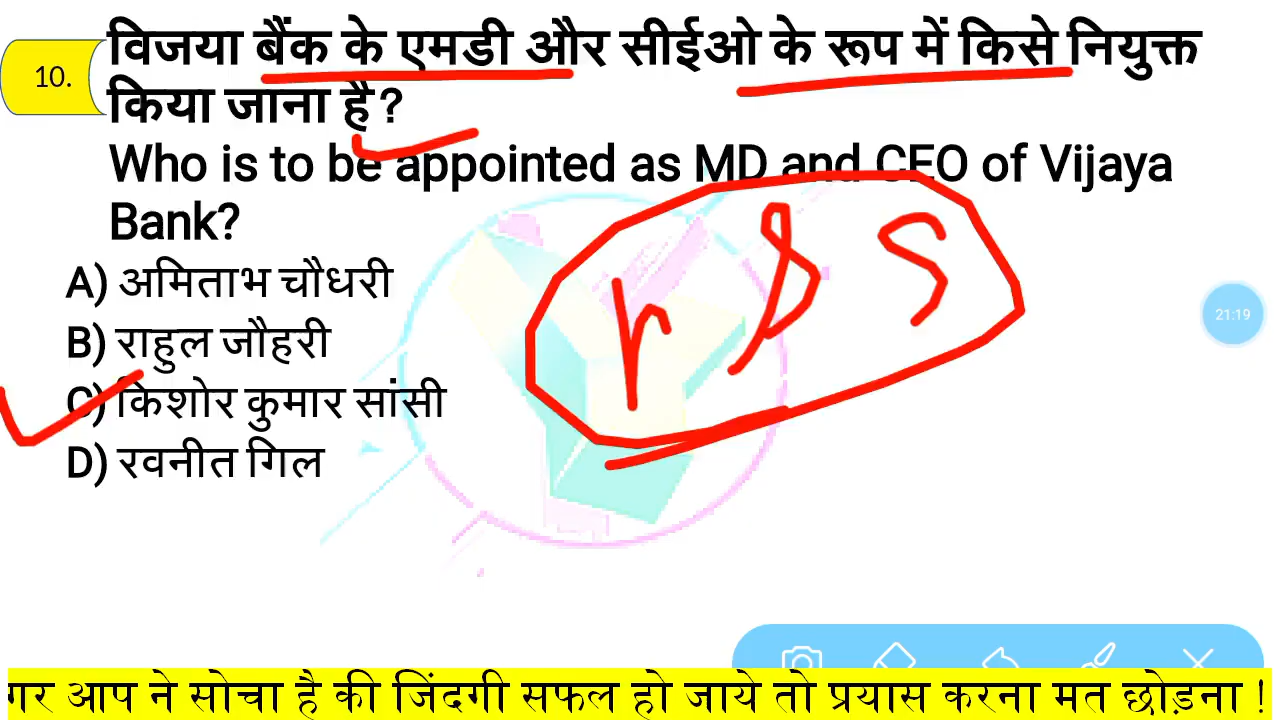 10.
विजया बैंक के एमडी और सीईओ के रूप में किसे नियुक्त
किया जाना है?
Who is to be appointed as MD and CEO of Vijaya
Bank?
A) अमिताभ चौधरी
B) राहुल जौहरी
C) किशोर कुमार सांसी
D) रवनीत गिल
21:19
गर आप ने सोचा है की जिंदगी सफल हो जाये तो प्रयास करना मत छोड़ना !